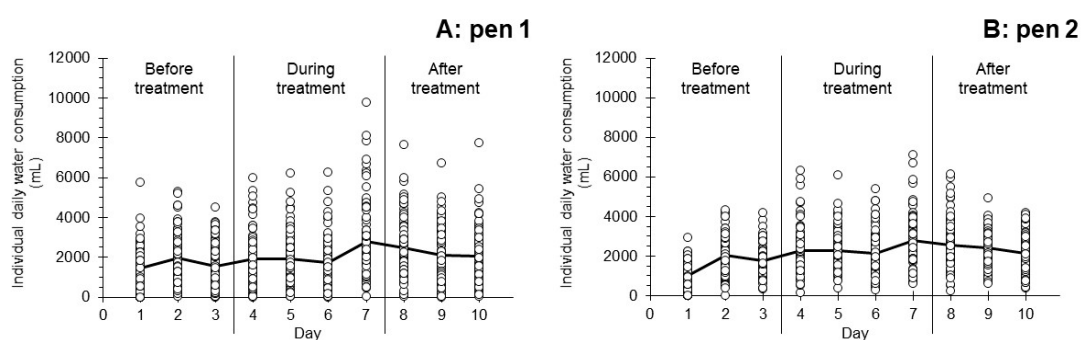 A: pen 1
Individual daily water consumption
(mL)
12000
10000
8000
6000
4000
2000
0
Before
treatment
During
treatment
After
treatment
0 1 2 3 4 5 6 7 8 9 10
Day
B: pen 2
Individual daily water consumption
(mL)
12000
10000
8000
6000
4000
2000
0
Before
treatment
During
treatment
After
treatment
0 1 2 3 4 5 6 7 8 9 10
Day